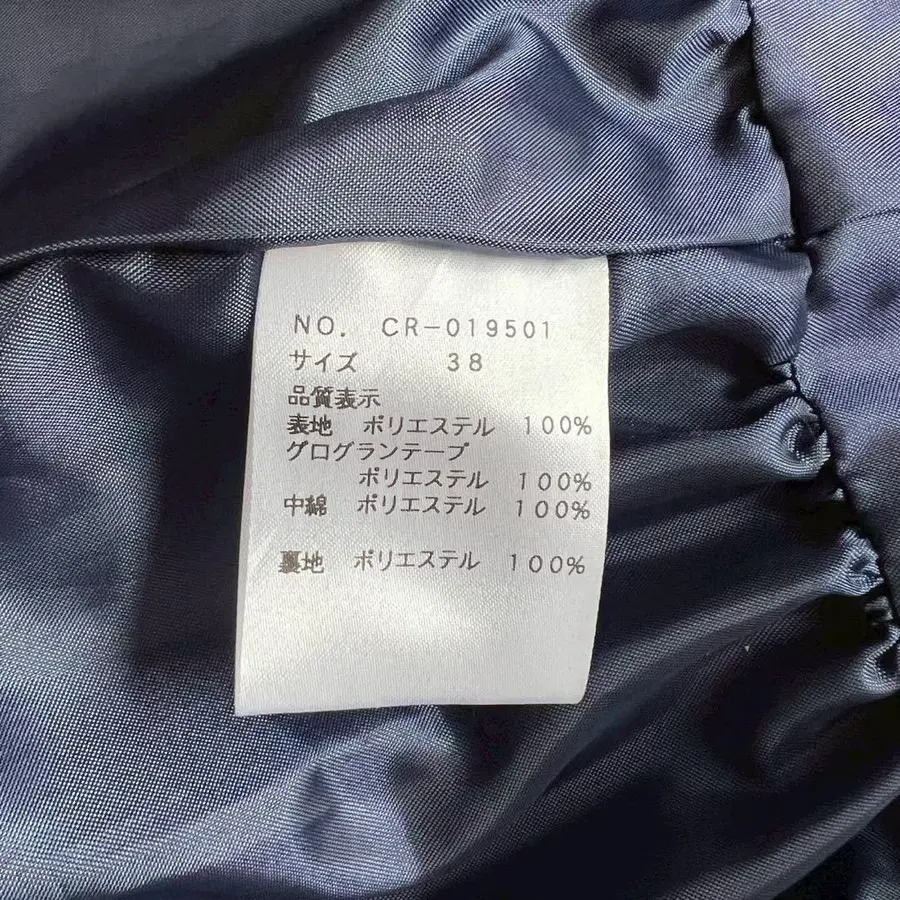 NO. CR-019501
サイズ 38
品質表示
表地 ポリエステル 100%
グログランテープ
ポリエステル 100%
中綿 ポリエステル 100%
裏地 ポリエステル 100%